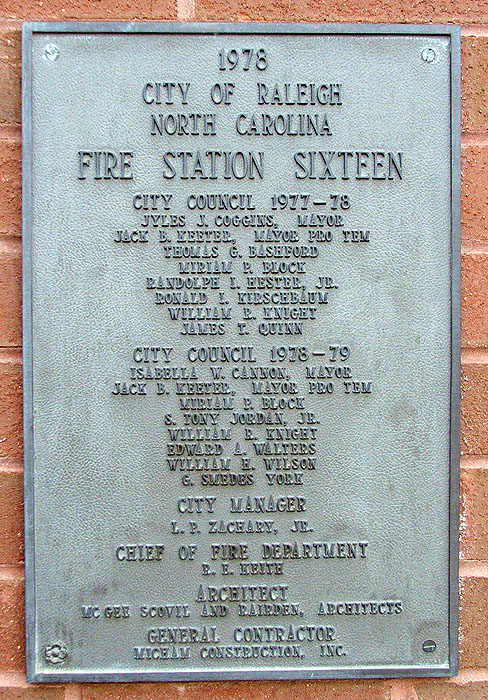 1978
CITY OF RALEIGH
NORTH CAROLINA
FIRE STATION SIXTEEN
CITY COUNCIL 1977-78
JYLES J. COGGINS, MAYOR
JACK B. KEETER, MAYOR PRO TEM
THOMAS G. BASHFORD
MIRIAM P. BLOCK
RANDOLPH I. HESTER, JR.
RONALD I. KIRSCHBAUM
WILLIAM R. KNIGHT
JAMES T. QUINN
CITY COUNCIL 1978-79
ISABELLA W. CANNON, MAYOR
JACK B. KEETER, MAYOR PRO TEM
MIRIAM P. BLOCK
S. TONY JORDAN, JR.
WILLIAM R. KNIGHT
EDWARD A. WALTERS
WILLIAM H. WILSON
G. SMEDES YORK
CITY MANAGER
L. P. ZACHARY, JR.
CHIEF OF FIRE DEPARTMENT
R. E. KEITH
ARCHITECT
MC GEE SCOVIL AND RAIRDEN, ARCHITECTS
GENERAL CONTRACTOR
MICHAM CONSTRUCTION, INC.